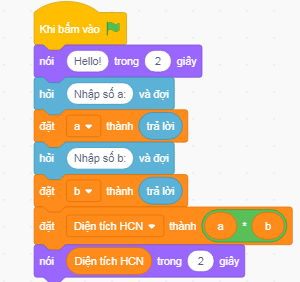 Khi bấm vào
nói Hello! trong 2 giây
hỏi Nhập số a: và đợi
đặt a thành trả lời
hỏi Nhập số b: và đợi
đặt b thành trả lời
đặt Diện tích HCN thành a * b
nói Diện tích HCN trong 2 giây